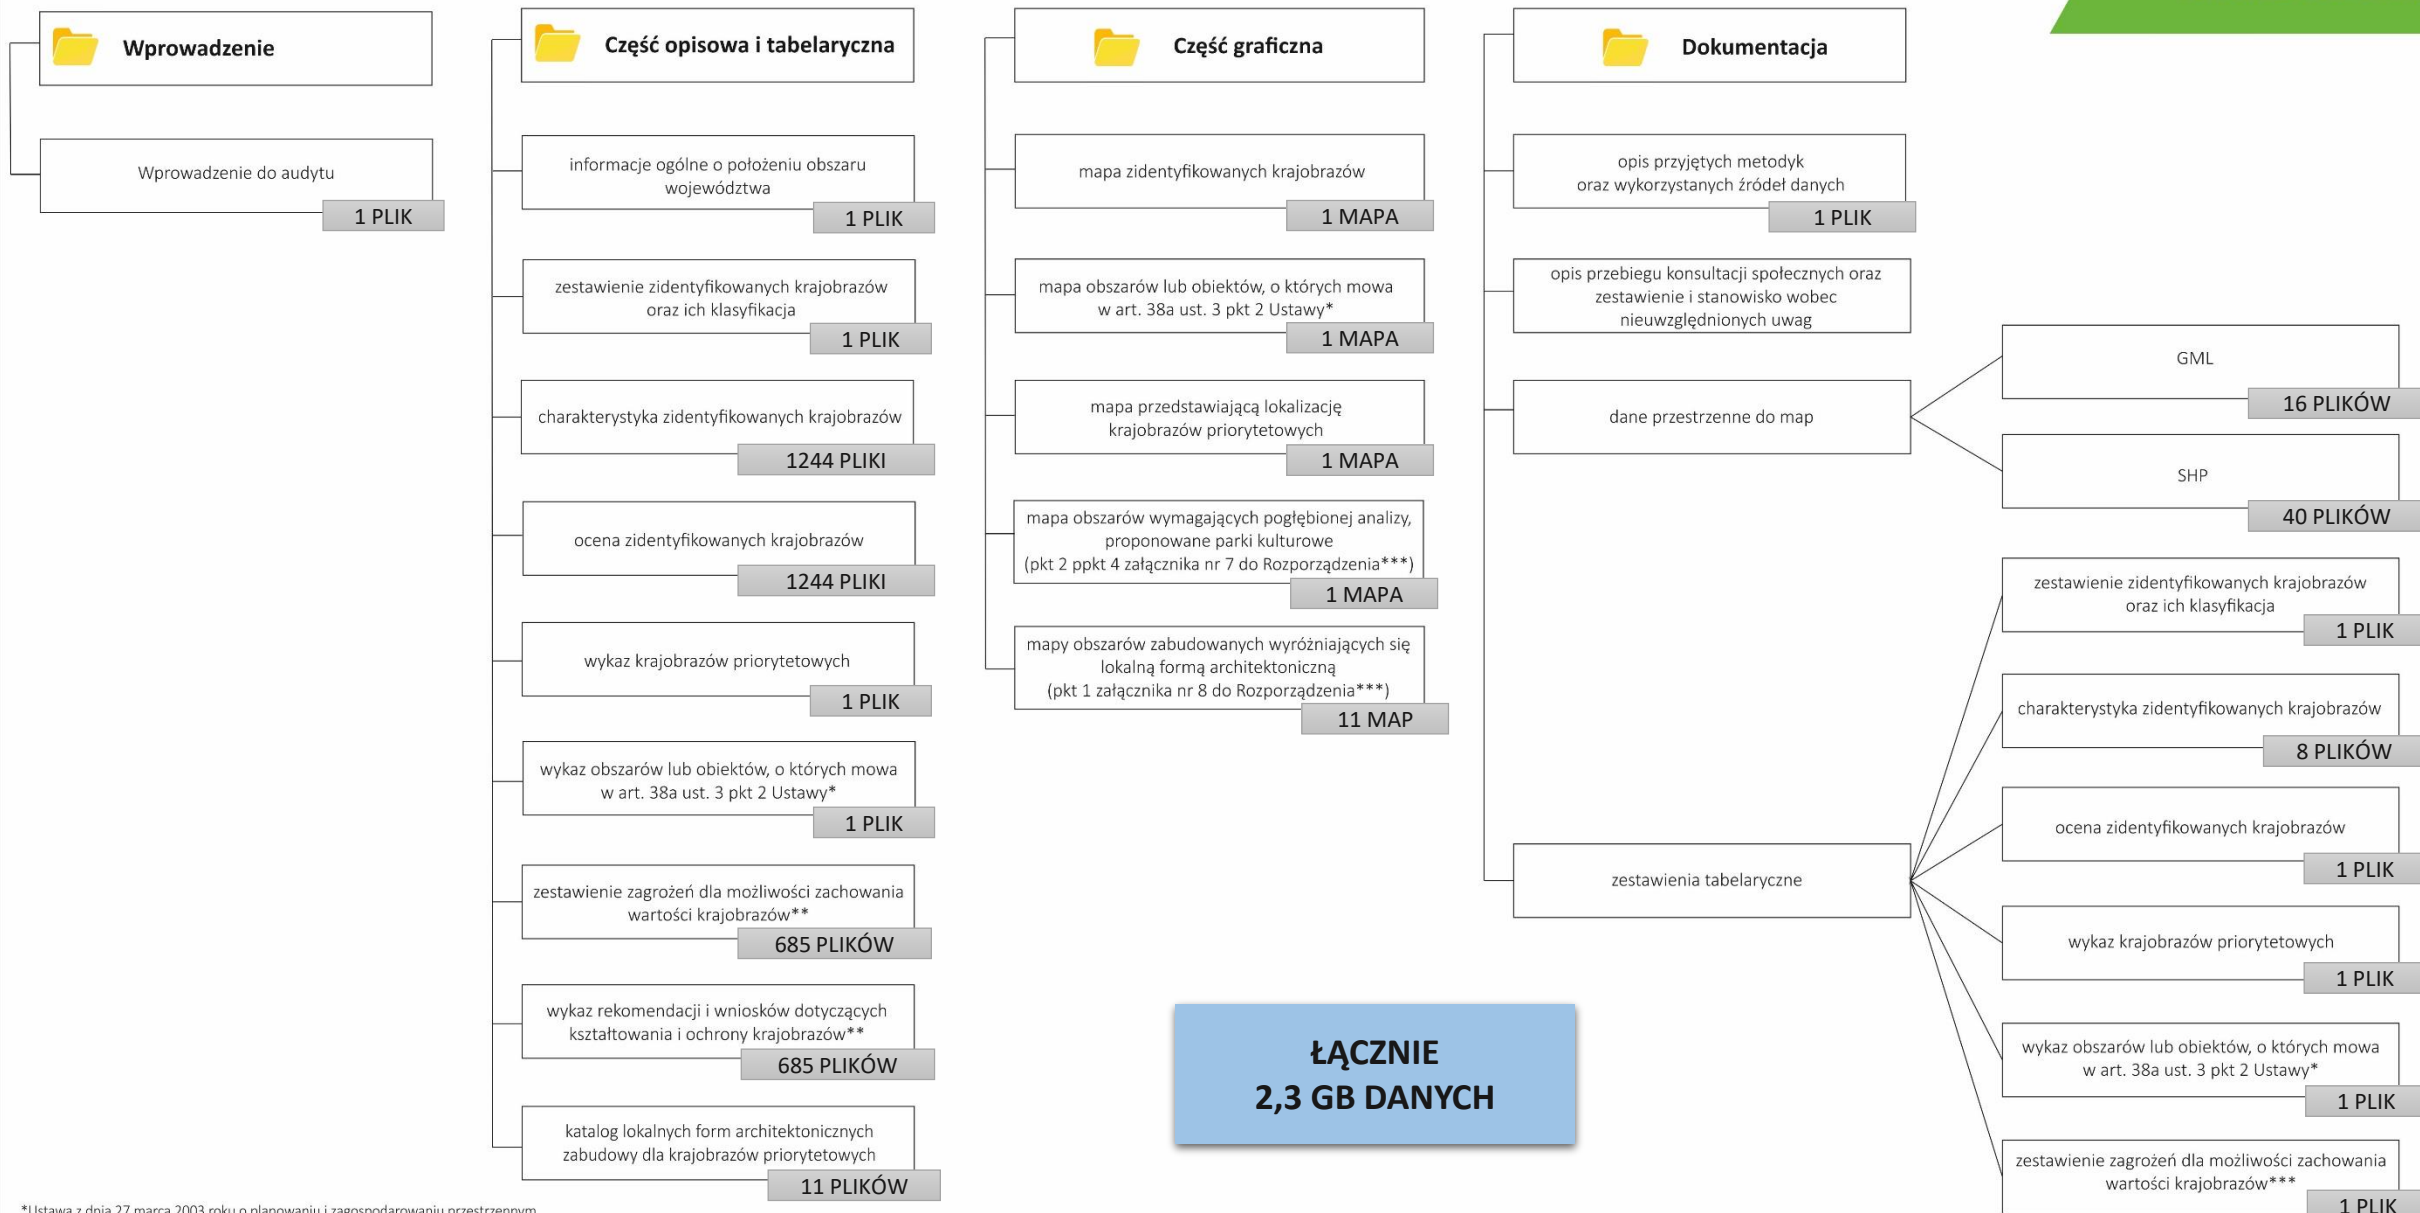 Wprowadzenie
Wprowadzenie do audytu
1 PLIK
Część opisowa i tabelaryczna
informacje ogólne o położeniu obszaru
województwa
1 PLIK
zestawienie zidentyfikowanych krajobrazów
oraz ich klasyfikacja
1 PLIK
charakterystyka zidentyfikowanych krajobrazów
1244 PLIKI
ocena zidentyfikowanych krajobrazów
1244 PLIKI
wykaz krajobrazów priorytetowych
1 PLIK
wykaz obszarów lub obiektów, o których mowa
w art. 38a ust. 3 pkt 2 Ustawy*
1 PLIK
zestawienie zagrożeń dla możliwości zachowania
wartości krajobrazów**
685 PLIKÓW
wykaz rekomendacji i wniosków dotyczących
kształtowania i ochrony krajobrazów**
685 PLIKÓW
katalog lokalnych form architektonicznych
zabudowy dla krajobrazów priorytetowych
11 PLIKÓW
Część graficzna
mapa zidentyfikowanych krajobrazów
1 MAPA
mapa obszarów lub obiektów, o których mowa
w art. 38a ust. 3 pkt 2 Ustawy*
1 MAPA
mapa przedstawiającą lokalizację
krajobrazów priorytetowych
1 MAPA
mapa obszarów wymagających pogłębionej analizy,
proponowane parki kulturowe
(pkt 2 ppkt 4 załącznika nr 7 do Rozporządzenia***)
1 MAPA
mapy obszarów zabudowanych wyróżniających się
lokalną formą architektoniczną
(pkt 1 załącznika nr 8 do Rozporządzenia***)
11 MAP
ŁĄCZNIE
2,3 GB DANYCH
Dokumentacja
opis przyjętych metodyk
oraz wykorzystanych źródeł danych
1 PLIK
opis przebiegu konsultacji społecznych oraz
zestawienie i stanowisko wobec
nieuwzględnionych uwag
dane przestrzenne do map
GML
16 PLIKÓW
SHP
40 PLIKÓW
zestawienia tabelaryczne
zestawienie zidentyfikowanych krajobrazów
oraz ich klasyfikacja
1 PLIK
charakterystyka zidentyfikowanych krajobrazów
8 PLIKÓW
ocena zidentyfikowanych krajobrazów
1 PLIK
wykaz krajobrazów priorytetowych
1 PLIK
wykaz obszarów lub obiektów, o których mowa
w art. 38a ust. 3 pkt 2 Ustawy*
1 PLIK
zestawienie zagrożeń dla możliwości zachowania
wartości krajobrazów***
1 PLIK
*Ustawa z dnia 27 marca 2003 roku o planowaniu i zagospodarowaniu przestrzennym